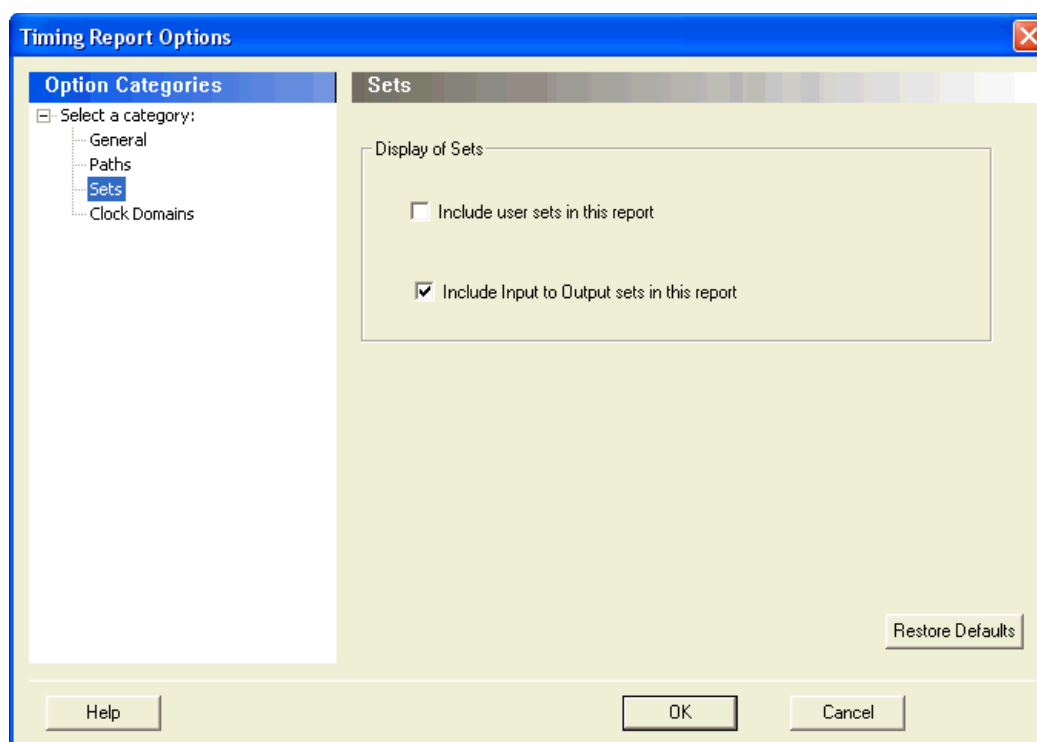 Timing Report Options
Option Categories
Select a category:
General
Paths
Sets
Clock Domains
Sets
Display of Sets
Include user sets in this report
Include Input to Output sets in this report
Restore Defaults
Help
OK
Cancel